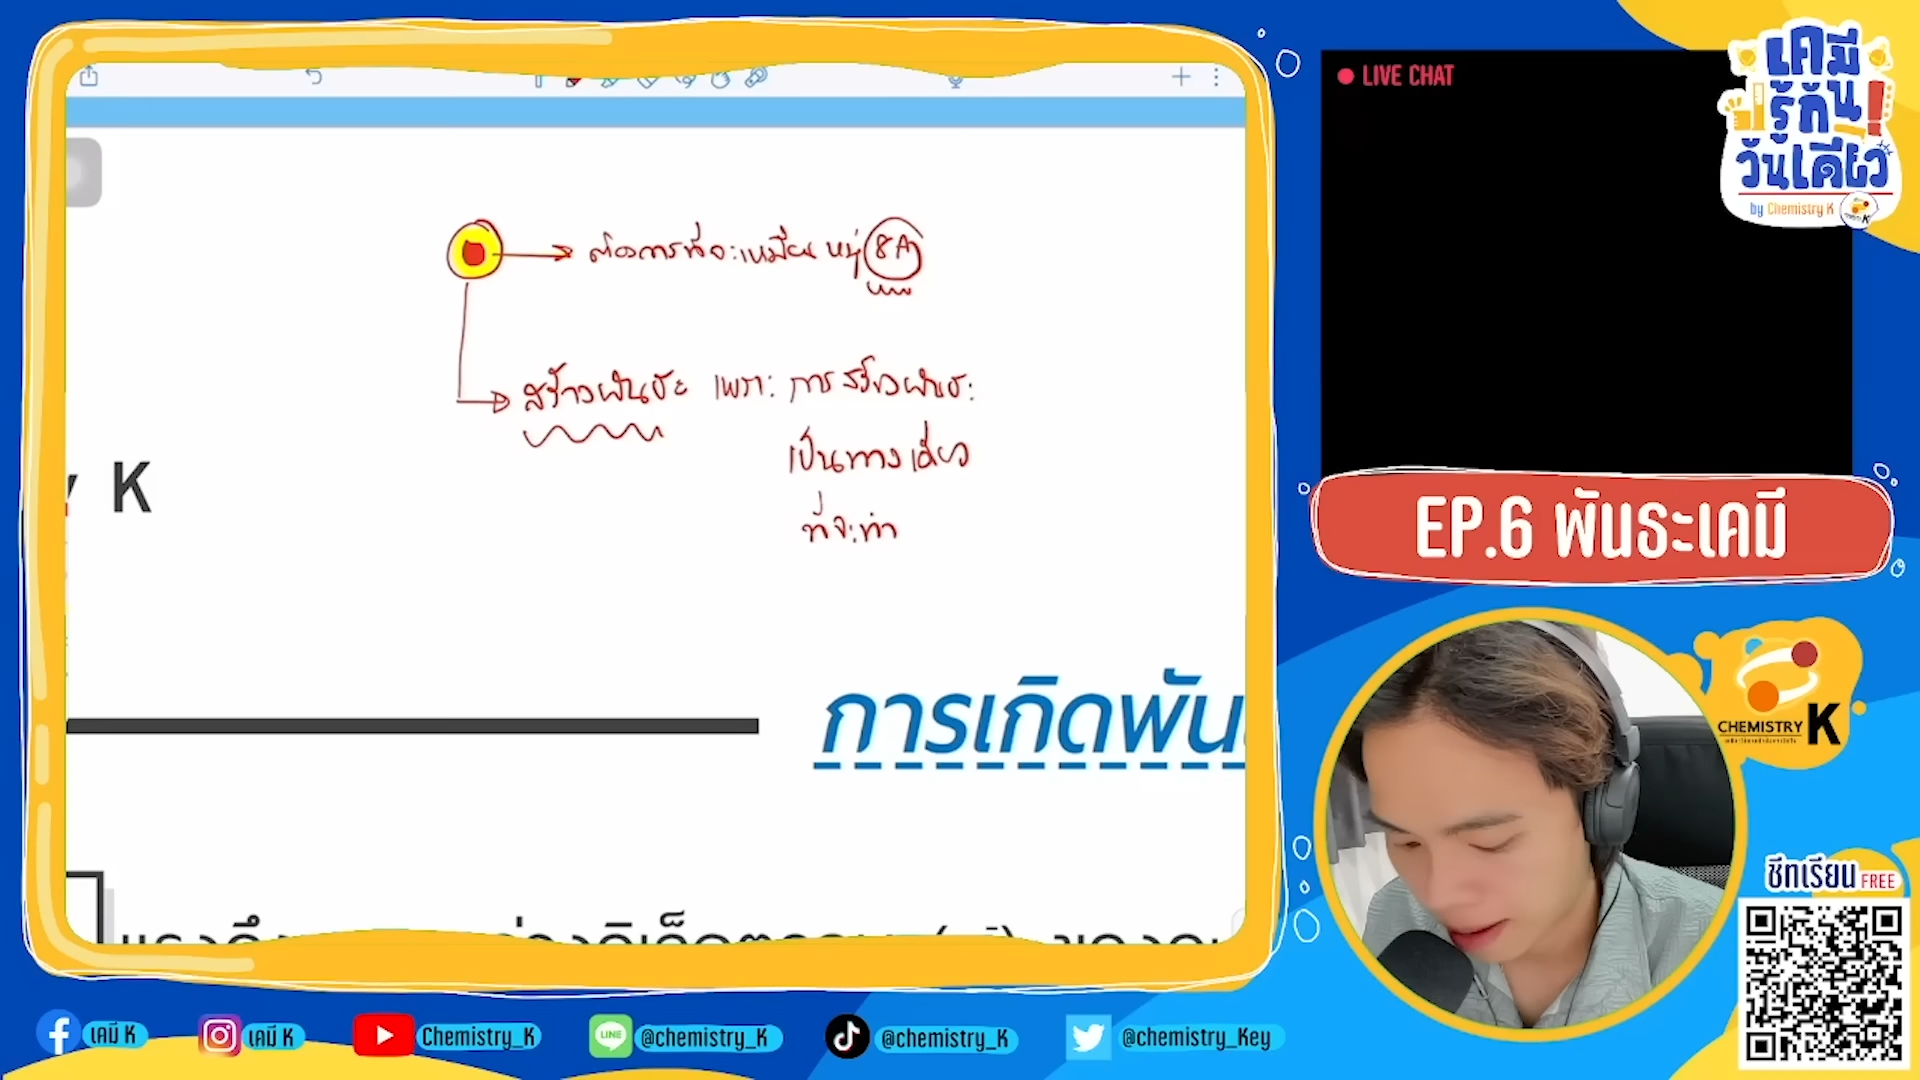 LIVE CHAT
เคมี
รู้กัน!
วันเดียว
by Chemistry K
ต้องการที่จะเหมือน หมู่ 8A
สร้างพันธะ เพราะ การสร้างพันธะ
เป็นทางเดียว
ที่จะทำ
K
EP.6 พันธะเคมี
การเกิดพัน
CHEMISTRY K
ชีทเรียน FREE
เคมี K
เคมี K
Chemistry_K
LINE
@chemistry_K
@chemistry_K
@chemistry_Key